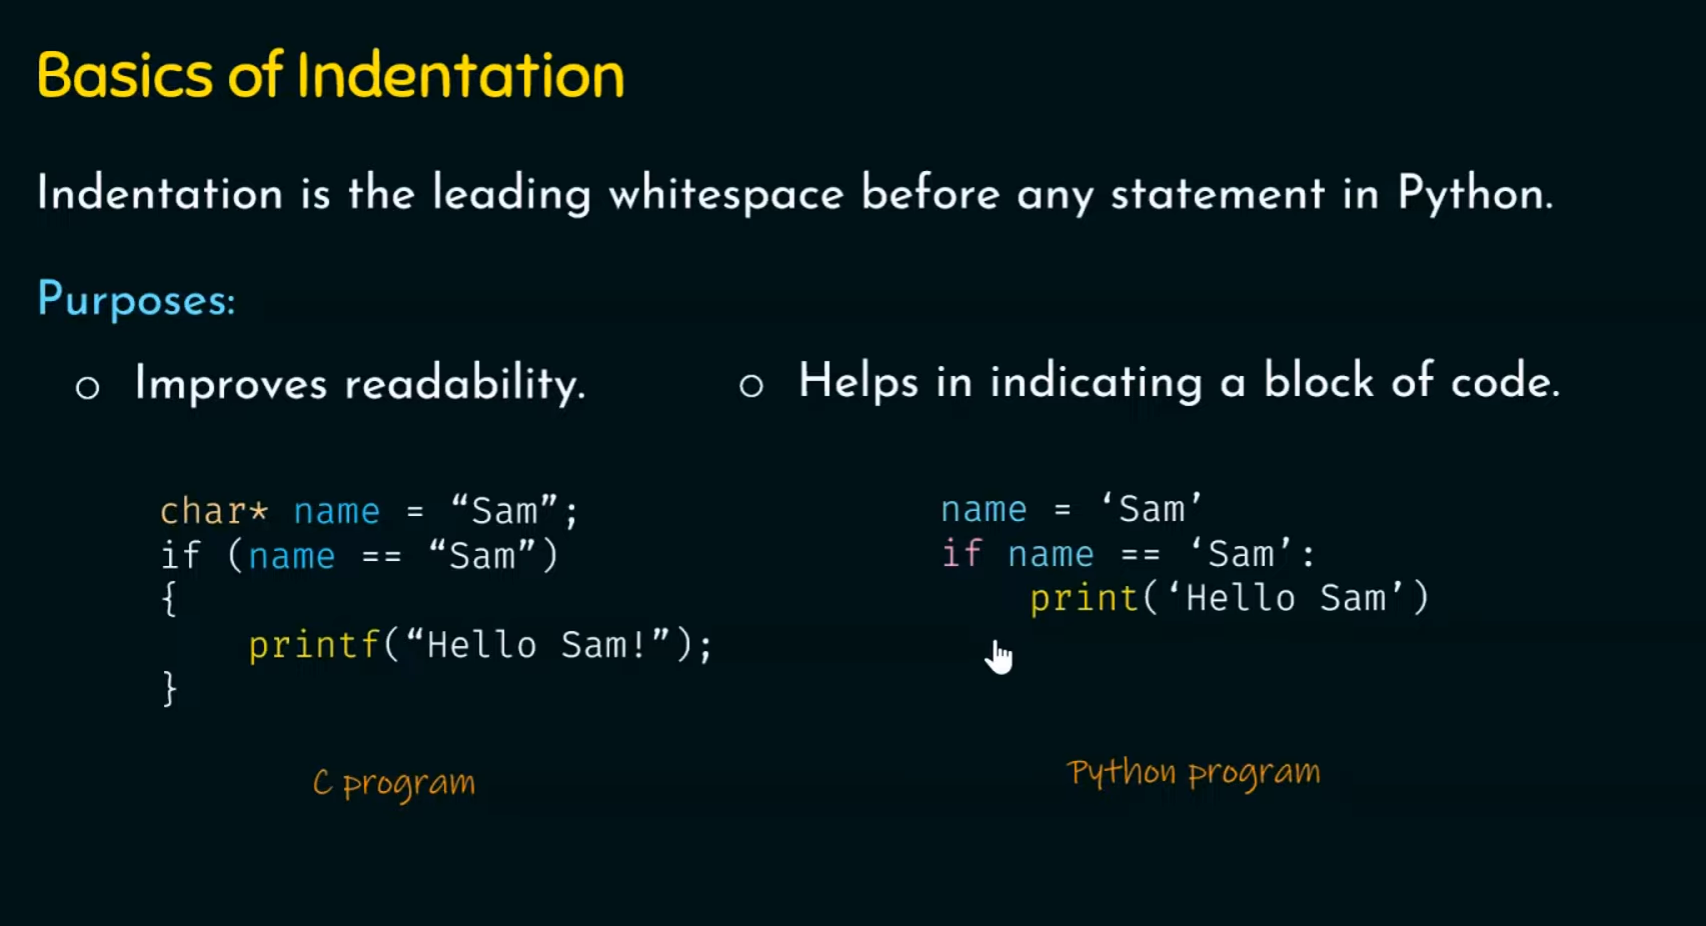 Basics of Indentation
Indentation is the leading whitespace before any statement in Python.
Purposes:
○ Improves readability.
○ Helps in indicating a block of code.
char* name = “Sam”;
if (name == “Sam”)
{
    printf(“Hello Sam!”);
}
C program
name = ‘Sam’
if name == ‘Sam’:
    print(‘Hello Sam’)
Python program